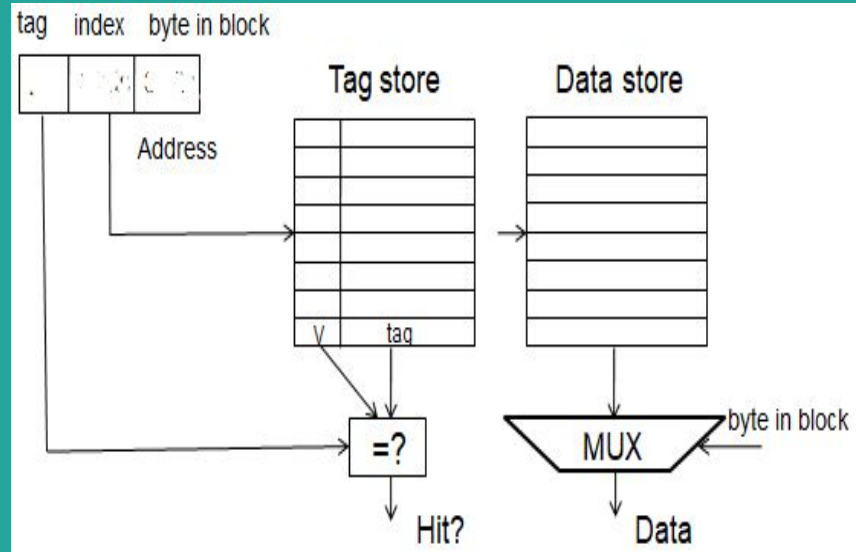 tag index byte in block
Tag store Data store
Address
V tag
=? MUX byte in block
Hit? Data